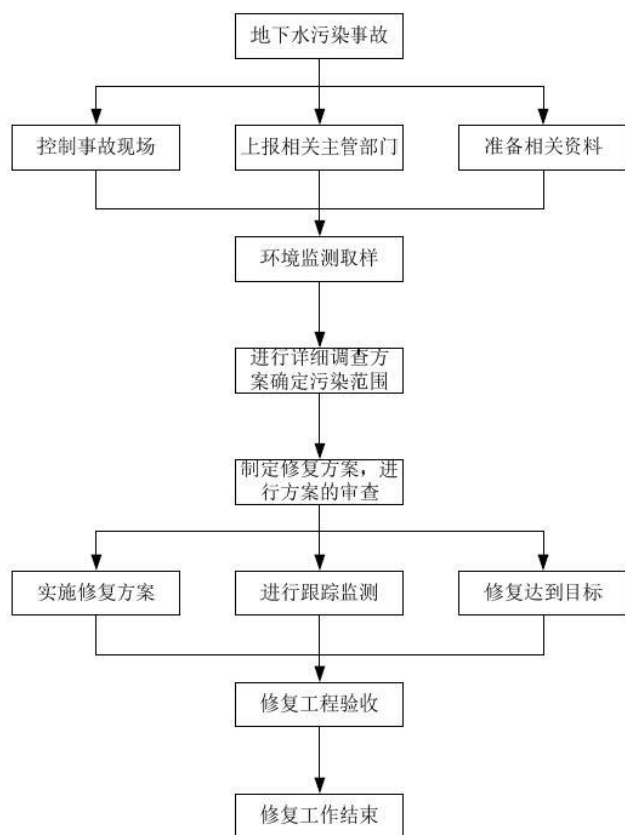 地下水污染事故
控制事故现场
上报相关主管部门
准备相关资料
环境监测取样
进行详细调查方
案确定污染范围
制定修复方案，进
行方案的审查
实施修复方案
进行跟踪监测
修复达到目标
修复工程验收
修复工作结束